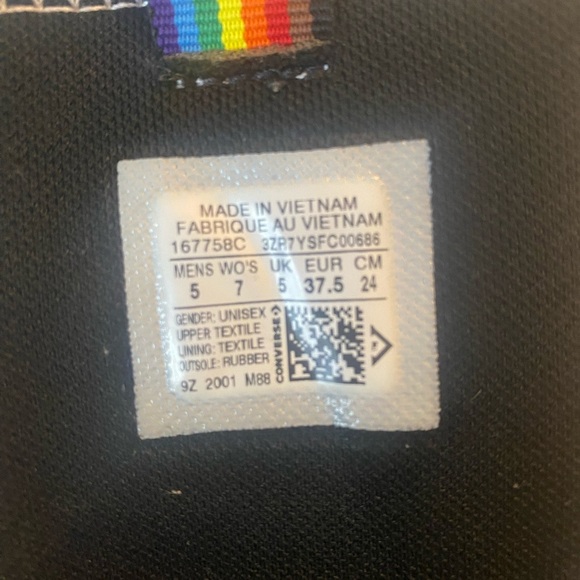 MADE IN VIETNAM
FABRIQUE AU VIETNAM
167758C 3ZR7YSFC00686
MENS WO'S UK EUR CM
5 7 5 37.5 24
GENDER: UNISEX
UPPER TEXTILE
LINING: TEXTILE
OUTSOLE: RUBBER
9Z 2001 M88
CONVERSE